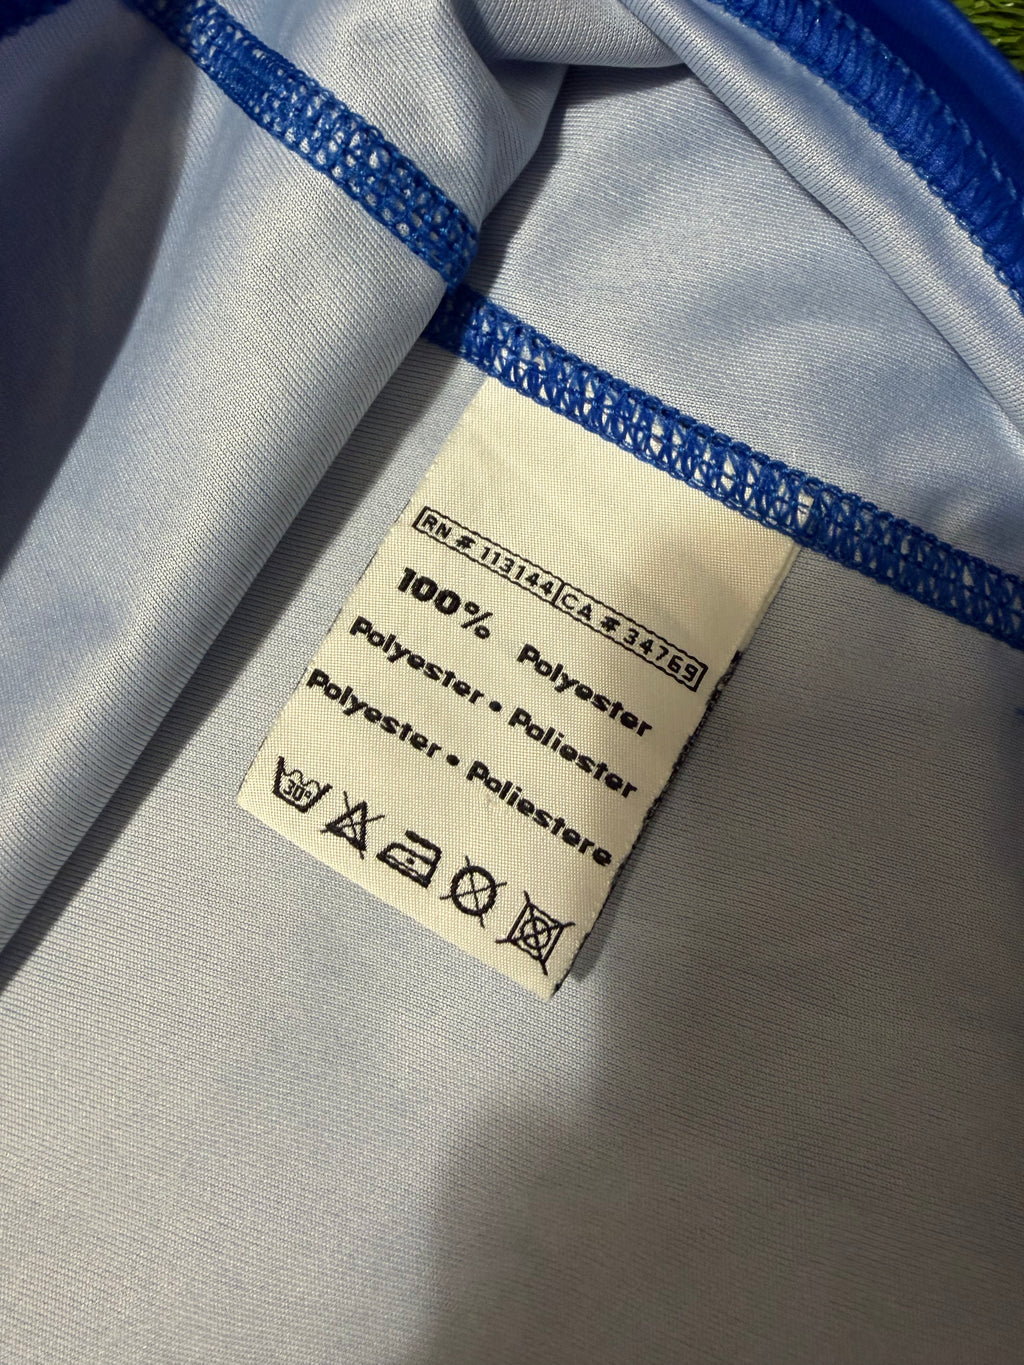 RN # 113144 CA # 34769
100% Polyester
Polyester • Poliester
Polyester • Poliestere
30°